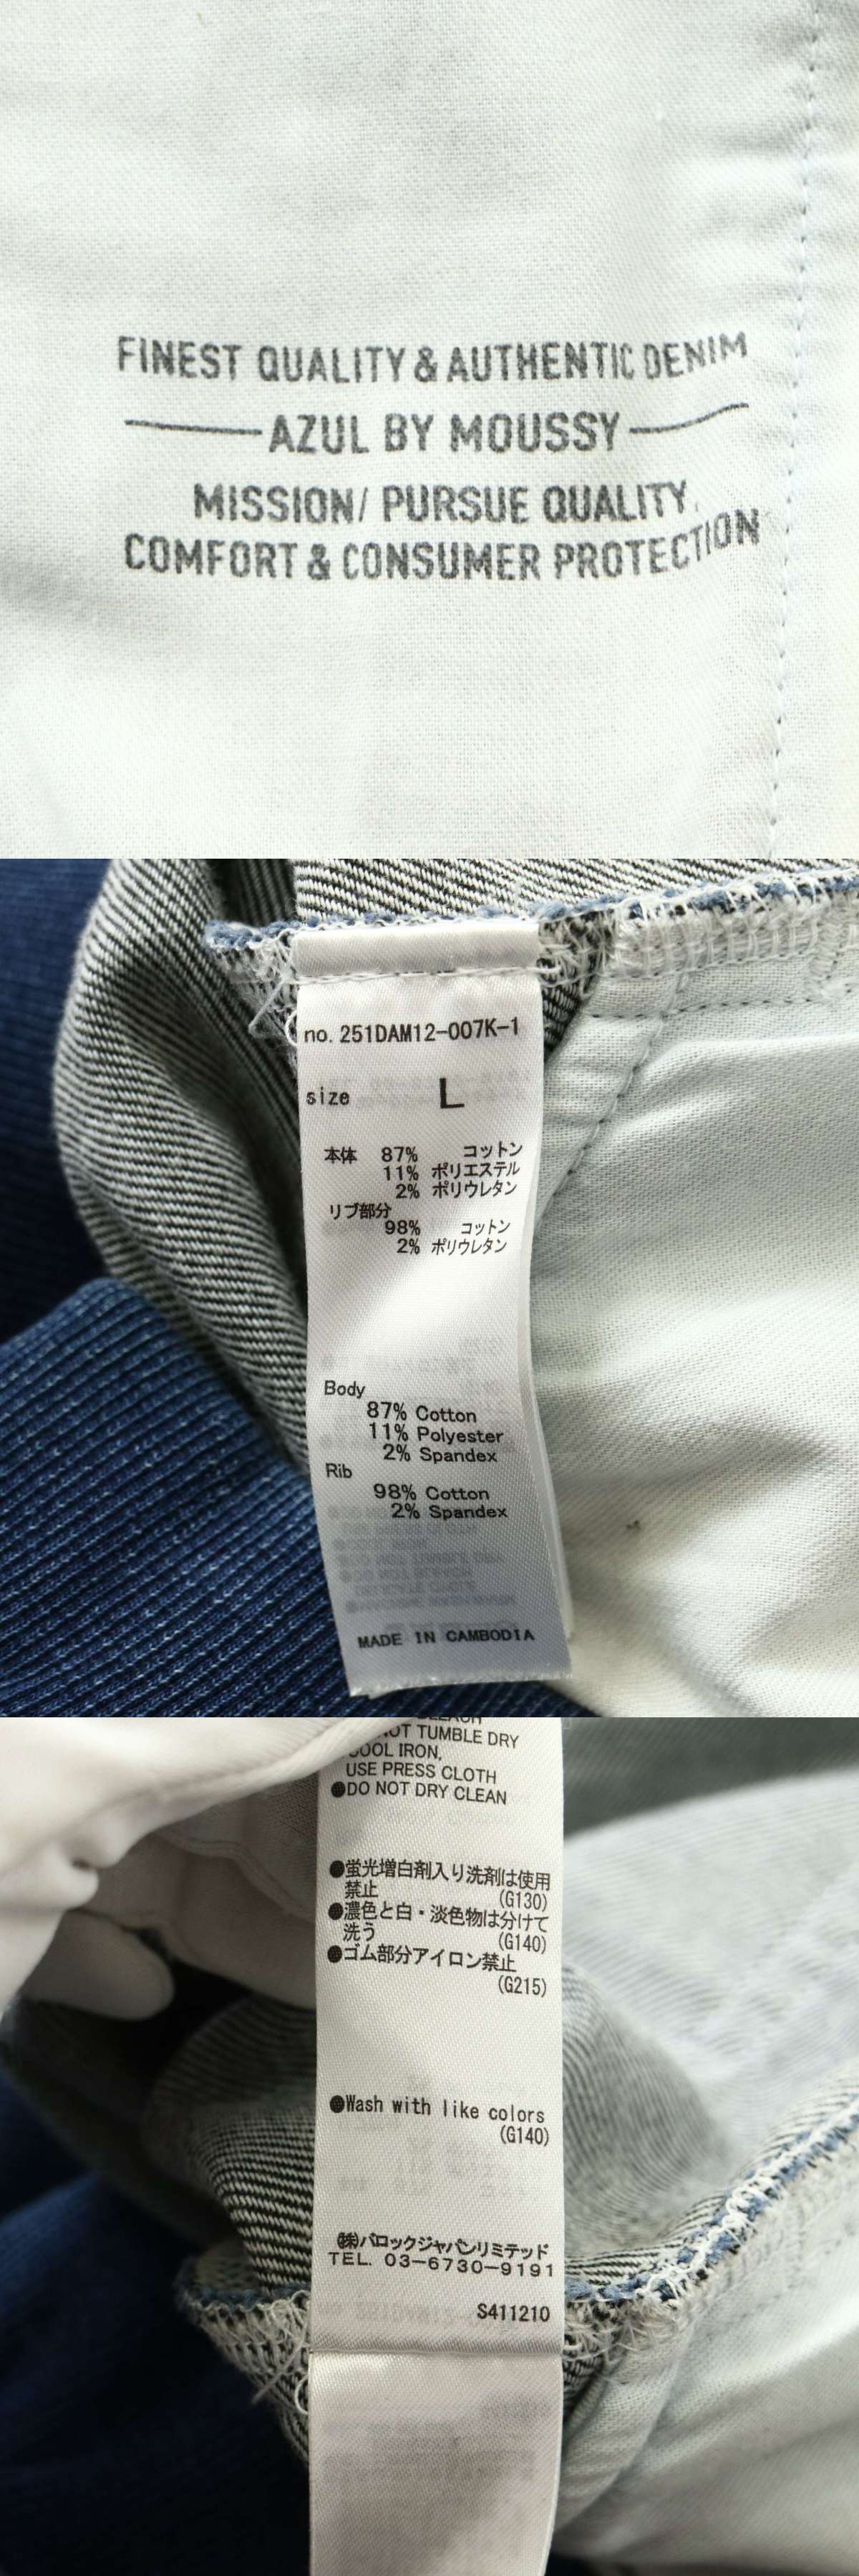 FINEST QUALITY & AUTHENTIC DENIM
AZUL BY MOUSSY
MISSION/ PURSUE QUALITY,
COMFORT & CONSUMER PROTECTION
no. 251DAM12-007K-1
size L
本体 87% コットン
11% ポリエステル
2% ポリウレタン
リブ部分
98% コットン
2% ポリウレタン
Body
87% Cotton
11% Polyester
2% Spandex
Rib
98% Cotton
2% Spandex
MADE IN CAMBODIA
BLEACH
NOT TUMBLE DRY
COOL IRON,
USE PRESS CLOTH
●DO NOT DRY CLEAN
●蛍光増白剤入り洗剤は使用
禁止 (G130)
●濃色と白・淡色物は分けて
洗う (G140)
●ゴム部分アイロン禁止
(G215)
●Wash with like colors
(G140)
㈱バロックジャパンリミテッド
TEL. 03-6730-9191
S411210